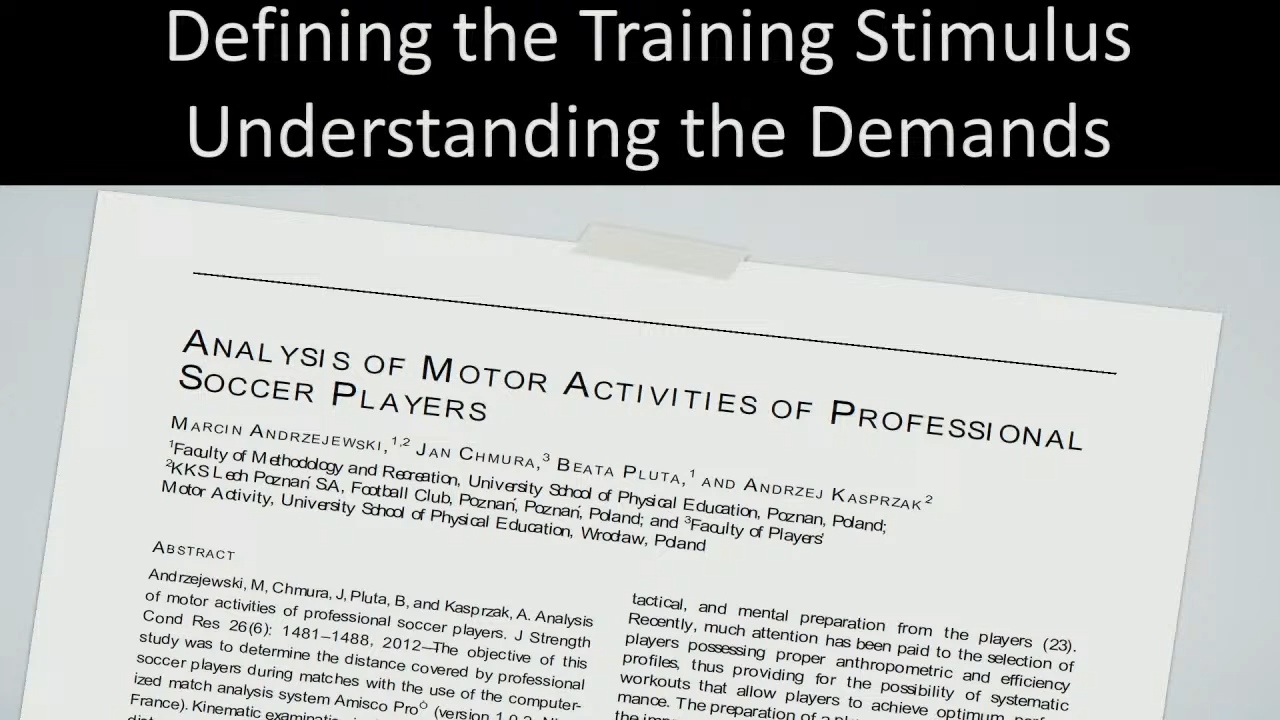 Defining the Training Stimulus
Understanding the Demands
ANALYSIS OF MOTOR ACTIVITIES OF PROFESSIONAL
SOCCER PLAYERS
MARCIN ANDRZEJEWSKI,1,2 JAN CHMURA,3 BEATA PLUTA,1 AND ANDRZEJ KASPRZAK2
1Faculty of Methodology and Recreation, University School of Physical Education, Poznan, Poland;
2KKS Lech Poznań SA, Football Club, Poznań, Poznań, Poland; and 3Faculty of Players'
Motor Activity, University School of Physical Education, Wroclaw, Poland
ABSTRACT
Andrzejewski, M, Chmura, J, Pluta, B, and Kasprzak, A. Analysis
of motor activities of professional soccer players. J Strength
Cond Res 26(6): 1481–1488, 2012—The objective of this
study was to determine the distance covered by professional
soccer players during matches with the use of the computer-
ized match analysis system Amisco Pro
France). Kinematic
tactical, and mental preparation from the players (23).
Recently, much attention has been paid to the selection of
players possessing proper anthropometric and efficiency
profiles, thus providing for the possibility of systematic
workouts that allow players to achieve optimum
mance. The preparation of a